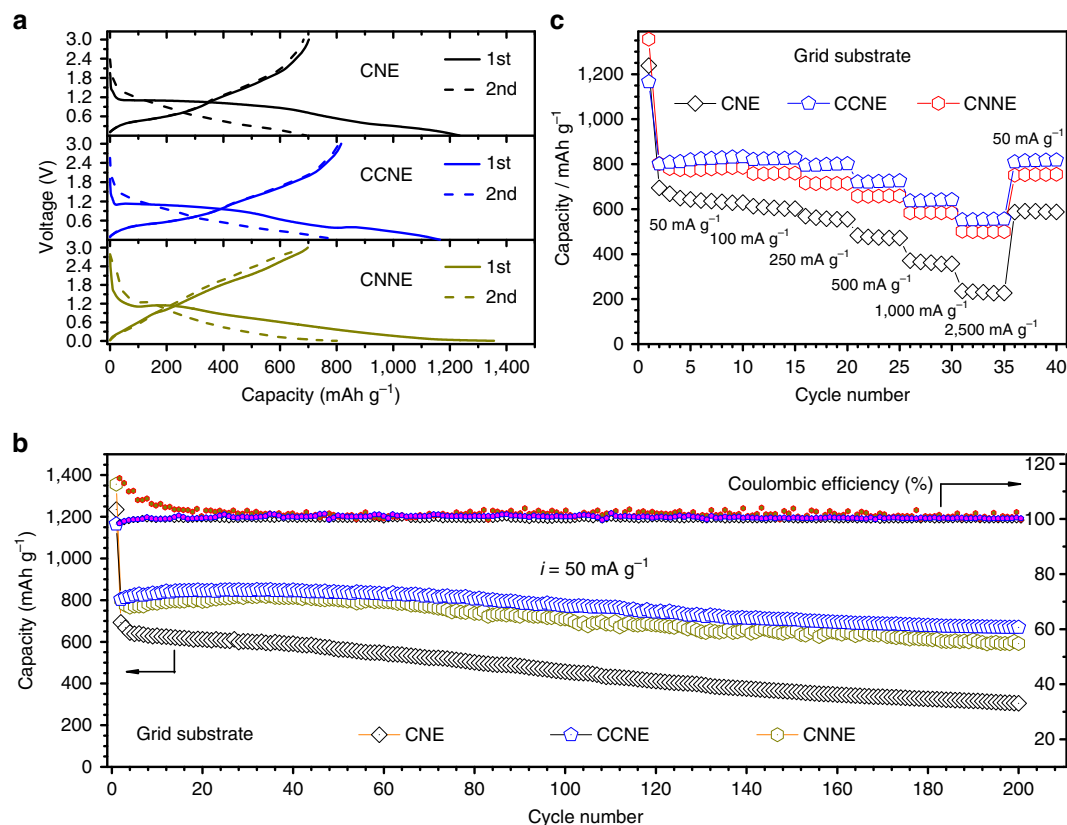 a
3.0
2.4
1.8
1.2
0.6
CNE
1st
2nd
3.0
2.4
1.8
1.2
0.6
CCNE
1st
2nd
3.0
2.4
1.8
1.2
0.6
0.0
CNNE
1st
2nd
Voltage (V)
0 200 400 600 800 1,000 1,200 1,400
Capacity (mAh g⁻¹)
c
Grid substrate
CNE CCNE CNNE
1,200
1,000
800
600
400
200
0
Capacity / mAh g⁻¹
50 mA g⁻¹
50 mA g⁻¹
100 mA g⁻¹
250 mA g⁻¹
500 mA g⁻¹
1,000 mA g⁻¹
2,500 mA g⁻¹
0 5 10 15 20 25 30 35 40
Cycle number
b
1,400
1,200
1,000
800
600
400
200
0
Capacity (mAh g⁻¹)
Coulombic efficiency (%)
i = 50 mA g⁻¹
Grid substrate
CNE CCNE CNNE
120
100
80
60
40
20
0 20 40 60 80 100 120 140 160 180 200
Cycle number